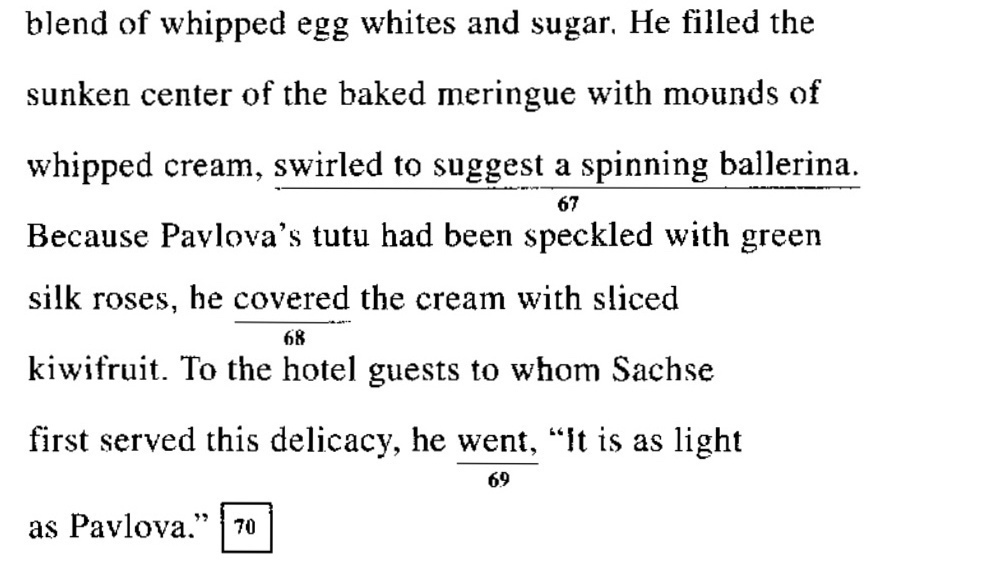 blend of whipped egg whites and sugar. He filled the
sunken center of the baked meringue with mounds of
whipped cream, swirled to suggest a spinning ballerina.
67
Because Pavlova's tutu had been speckled with green
silk roses, he covered the cream with sliced
68
kiwifruit. To the hotel guests to whom Sachse
first served this delicacy, he went, “It is as light
69
as Pavlova.” 70